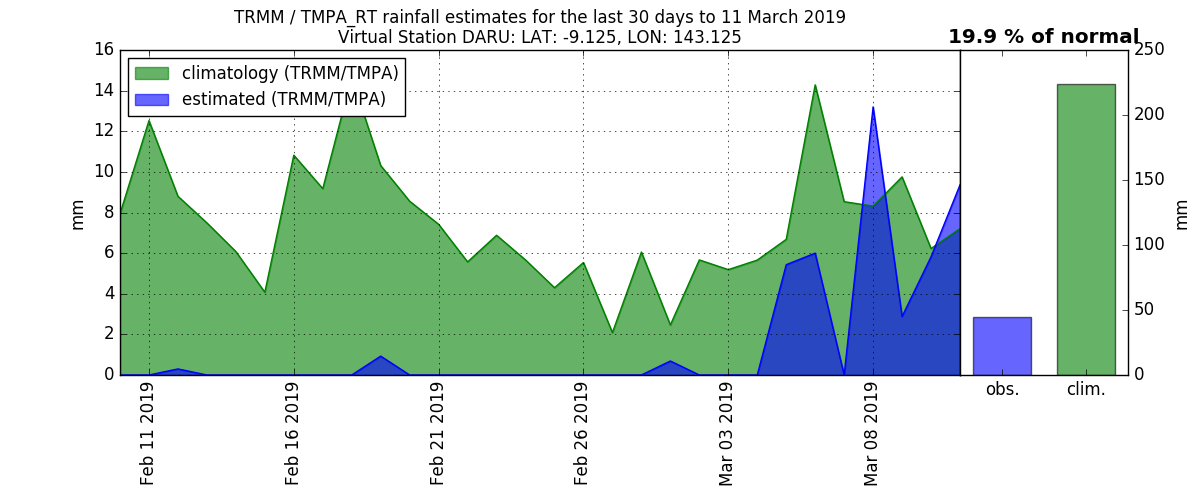 TRMM / TMPA_RT rainfall estimates for the last 30 days to 11 March 2019
Virtual Station DARU: LAT: -9.125, LON: 143.125
19.9 % of normal
climatology (TRMM/TMPA)
estimated (TRMM/TMPA)
mm
16
14
12
10
8
6
4
2
0
Feb 11 2019
Feb 16 2019
Feb 21 2019
Feb 26 2019
Mar 03 2019
Mar 08 2019
obs.
clim.
250
200
150
100
50
0
mm